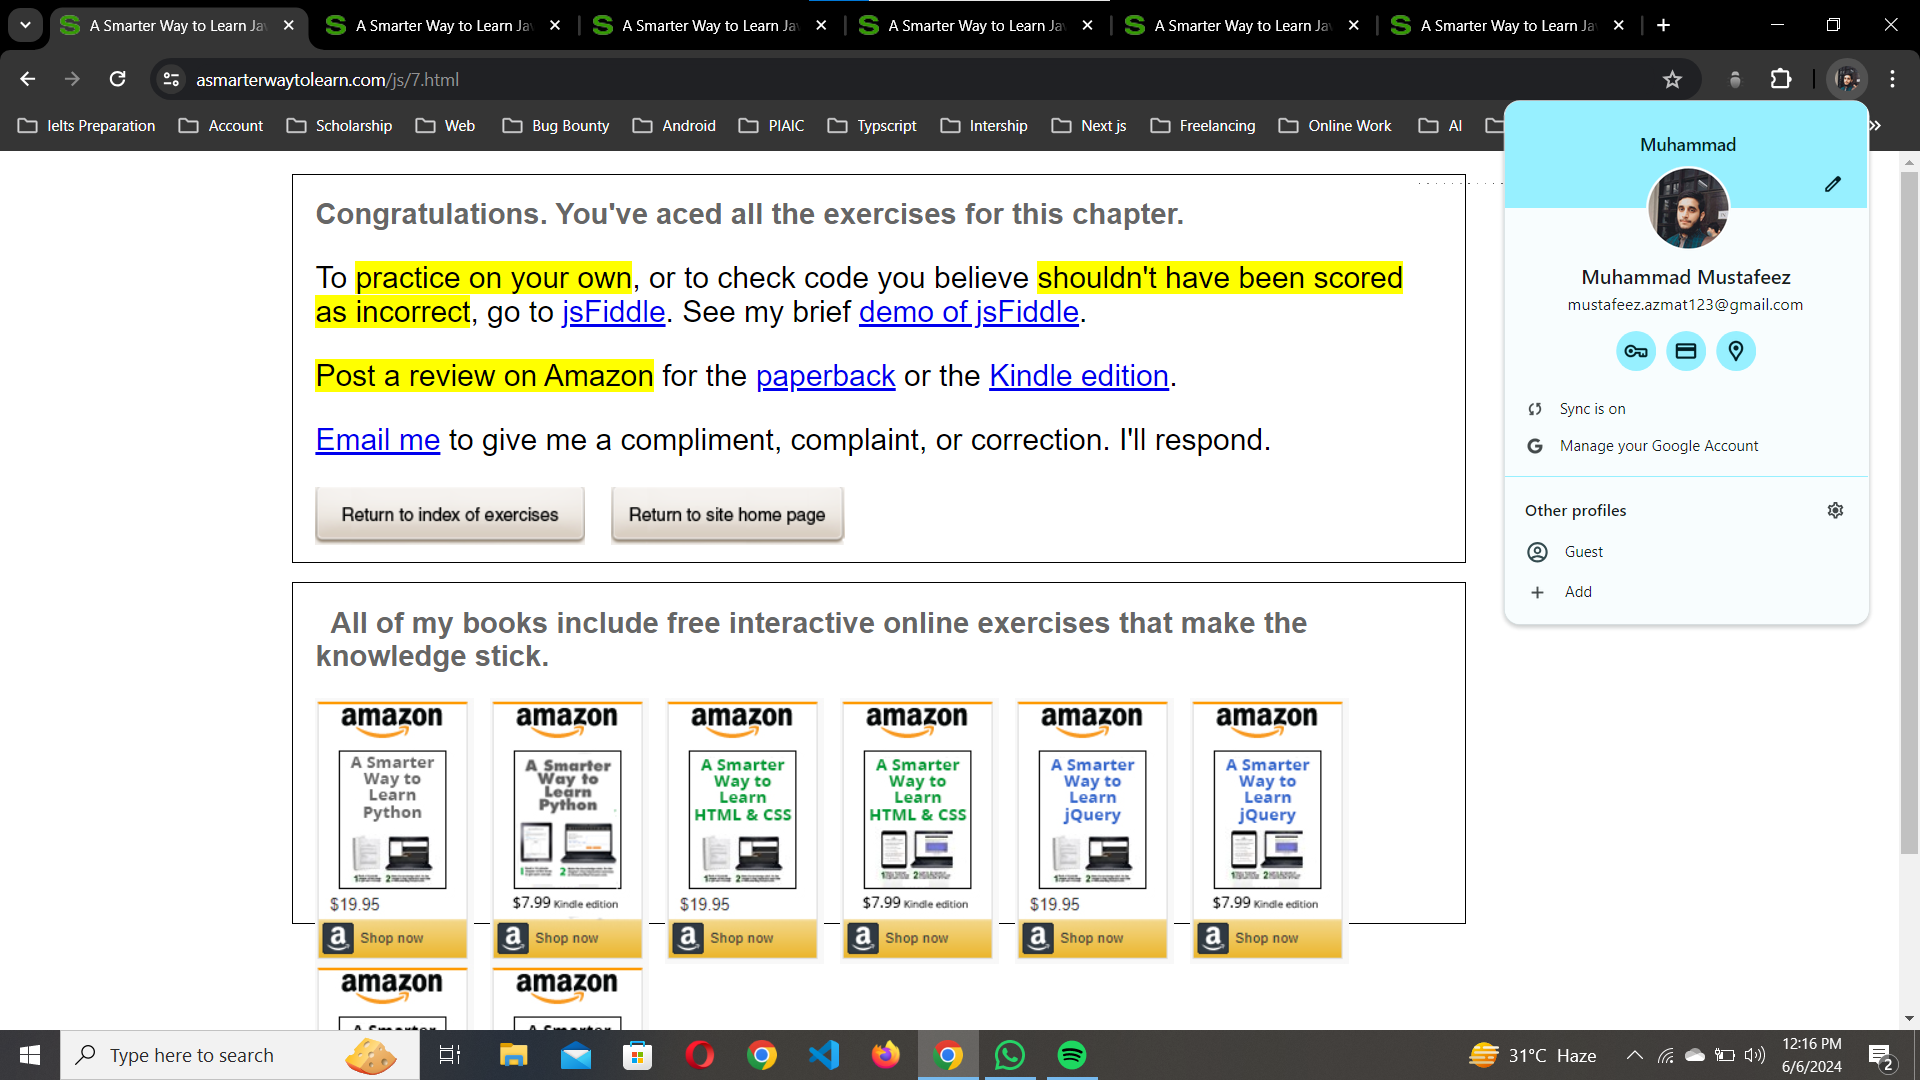 A Smarter Way to Learn Ja
A Smarter Way to Learn Ja
A Smarter Way to Learn Ja
A Smarter Way to Learn Ja
A Smarter Way to Learn Ja
A Smarter Way to Learn Ja
asmarterwaytolearn.com/js/7.html
Ielts Preparation Account Scholarship Web Bug Bounty Android PIAIC Typscript Intership Next js Freelancing Online Work AI
Congratulations. You've aced all the exercises for this chapter.
To practice on your own, or to check code you believe shouldn't have been scored
as incorrect, go to jsFiddle. See my brief demo of jsFiddle.
Post a review on Amazon for the paperback or the Kindle edition.
Email me to give me a compliment, complaint, or correction. I'll respond.
Return to index of exercises Return to site home page
Muhammad
Muhammad Mustafeez
mustafeez.azmat123@gmail.com
Sync is on
Manage your Google Account
Other profiles
Guest
Add
All of my books include free interactive online exercises that make the
knowledge stick.
amazon
A Smarter
Way to
Learn
Python
$19.95
Shop now
amazon
A Smarter
Way to
Learn
Python
$7.99 Kindle edition
Shop now
amazon
A Smarter
Way to
Learn
HTML & CSS
$19.95
Shop now
amazon
A Smarter
Way to
Learn
HTML & CSS
$7.99 Kindle edition
Shop now
amazon
A Smarter
Way to
Learn
jQuery
$19.95
Shop now
amazon
A Smarter
Way to
Learn
jQuery
$7.99 Kindle edition
Shop now
amazon
A Smarter
amazon
A Smarter
Type here to search
31°C Haze
12:16 PM
6/6/2024
2